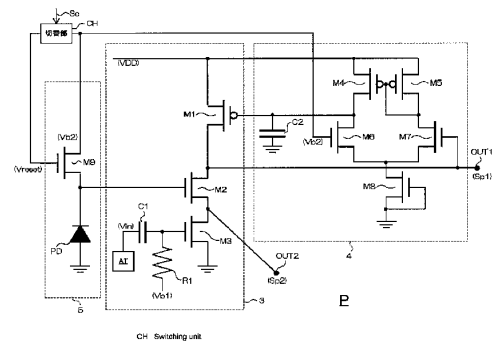 Sc
CH
切替部
(VDD)
M4
M5
M1
C2
(Vb2)
M9
(Vreset)
(Vb2)
M6
M7
OUT1
(Sp1)
M2
M8
C1
(Vin)
M3
OUT2
PD
AT
R1
(Vb1)
(Sp2)
4
3
5
P
CH Switching unit